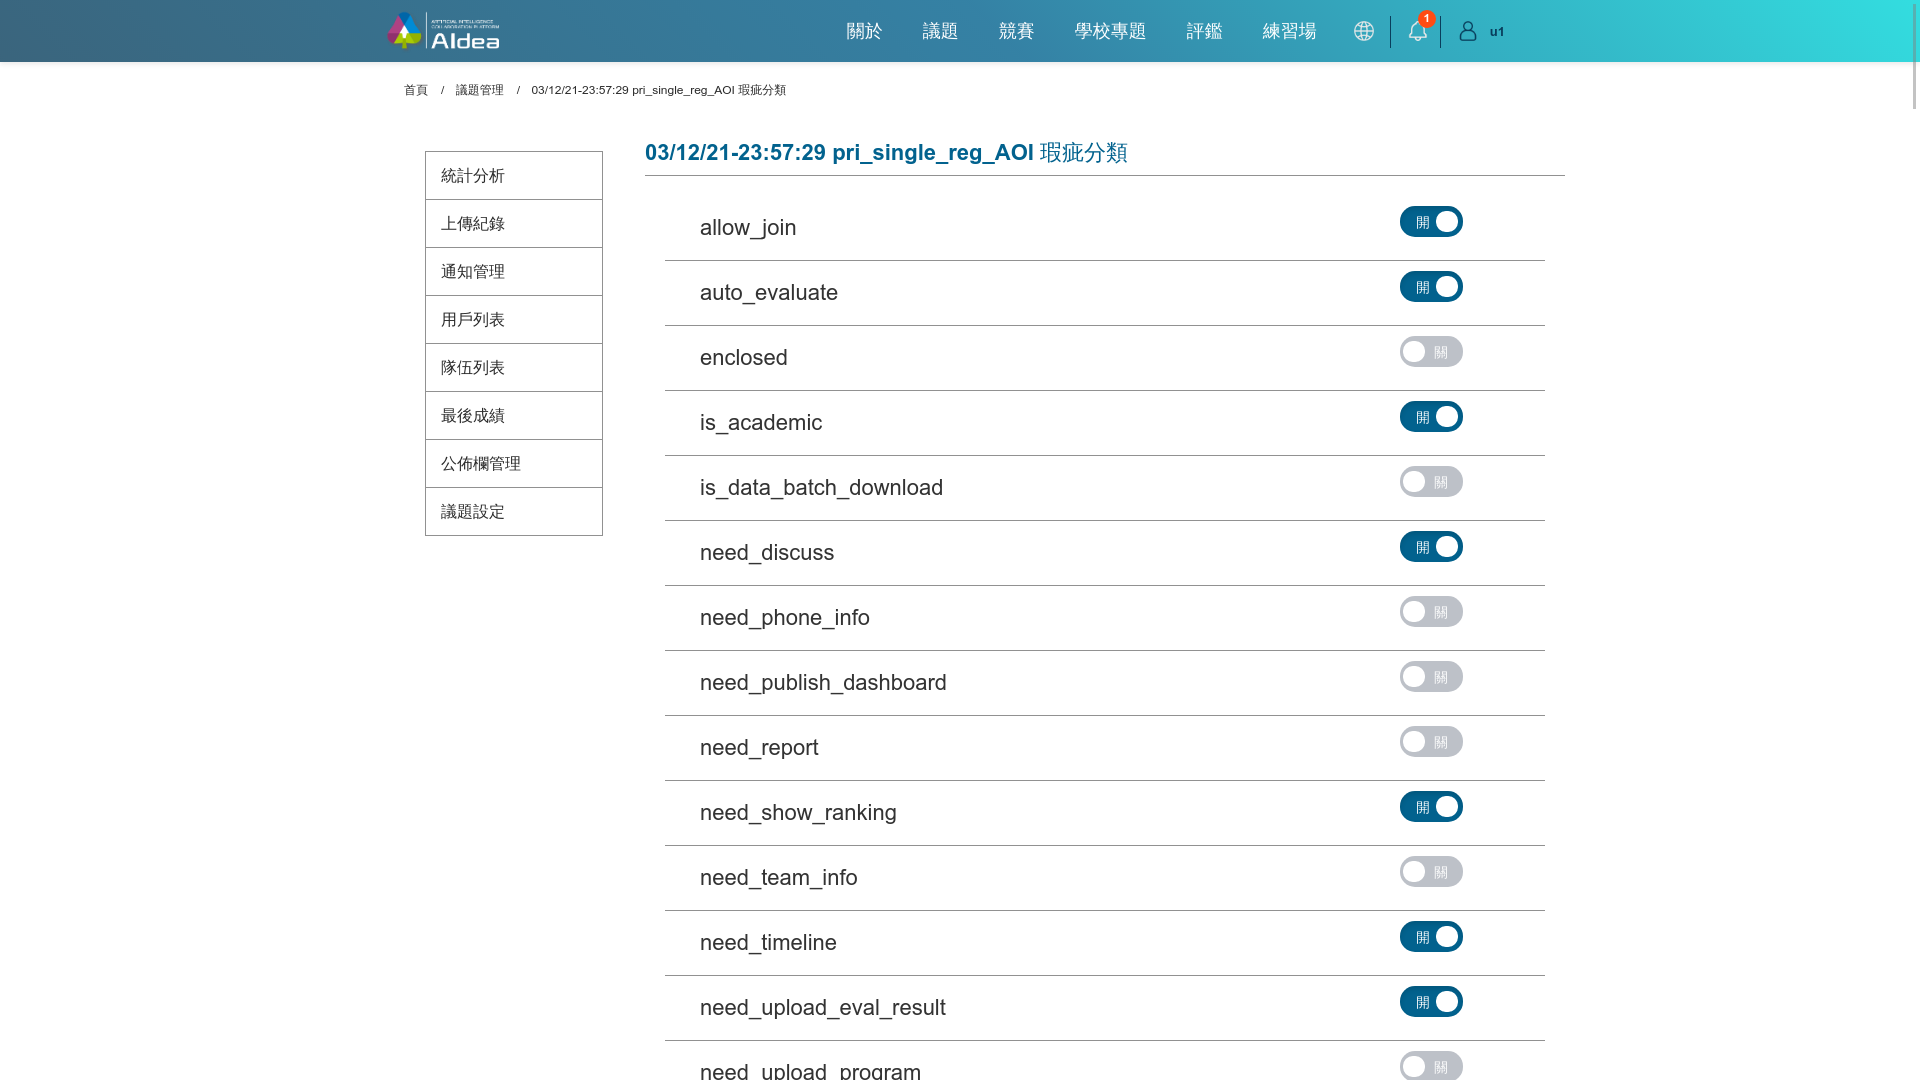 ARTIFICIAL INTELLIGENCE
COLLABORATION PLATFORM
AIdea
關於 議題 競賽 學校專題 評鑑 練習場 1 u1
首頁 / 議題管理 / 03/12/21-23:57:29 pri_single_reg_AOI 瑕疵分類
統計分析
上傳紀錄
通知管理
用戶列表
隊伍列表
最後成績
公佈欄管理
議題設定
03/12/21-23:57:29 pri_single_reg_AOI 瑕疵分類
allow_join 開
auto_evaluate 開
enclosed 關
is_academic 開
is_data_batch_download 關
need_discuss 開
need_phone_info 關
need_publish_dashboard 關
need_report 關
need_show_ranking 開
need_team_info 關
need_timeline 開
need_upload_eval_result 開
need_upload_program 關